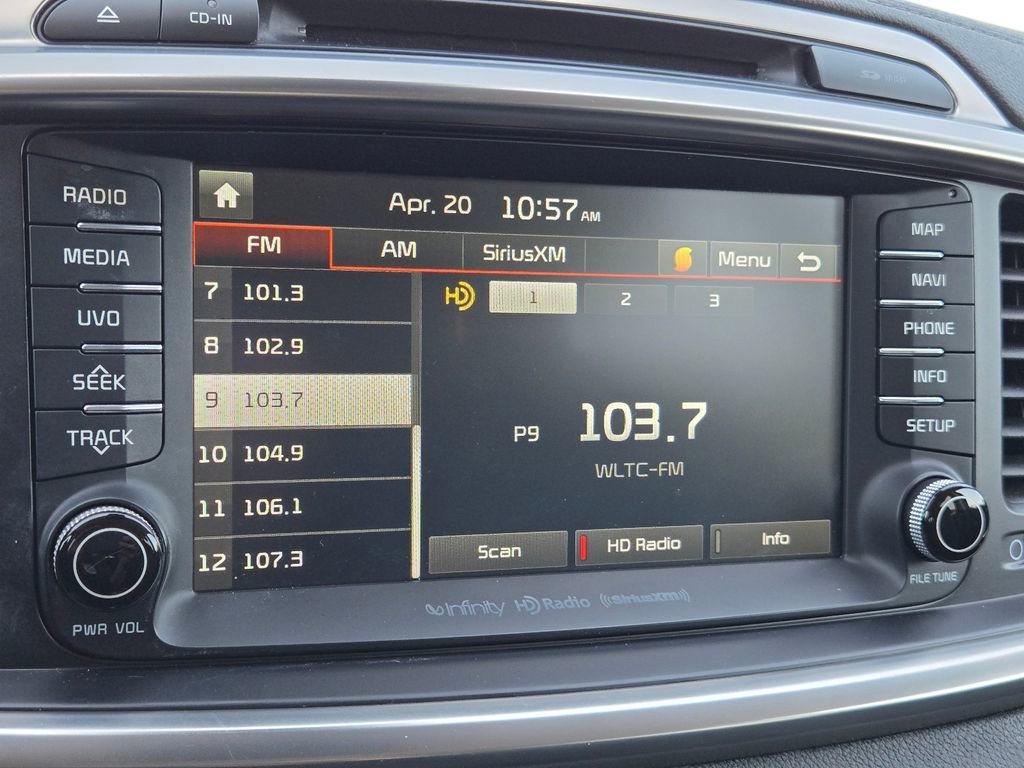 CD-IN
SD MAP
RADIO
MEDIA
UVO
SEEK
TRACK
PWR VOL
Apr. 20 10:57 AM
FM AM SiriusXM Menu
7 101.3
8 102.9
9 103.7
10 104.9
11 106.1
12 107.3
HD 1 2 3
P9 103.7
WLTC-FM
Scan HD Radio Info
Infinity HD Radio ((SiriusXM))
MAP
NAVI
PHONE
INFO
SETUP
FILE TUNE